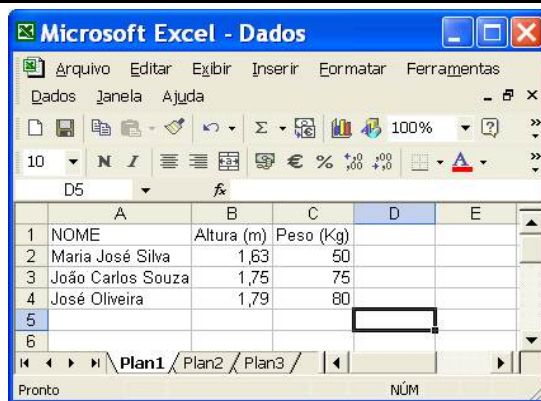 Microsoft Excel - Dados
Arquivo Editar Exibir Inserir Formatar Ferramentas
Dados Janela Ajuda
100%
10 N I % ,00
D5 fx
A B C D E
1 NOME Altura (m) Peso (Kg)
2 Maria José Silva 1,63 50
3 João Carlos Souza 1,75 75
4 José Oliveira 1,79 80
5
6
Plan1 / Plan2 / Plan3 /
Pronto NÚM